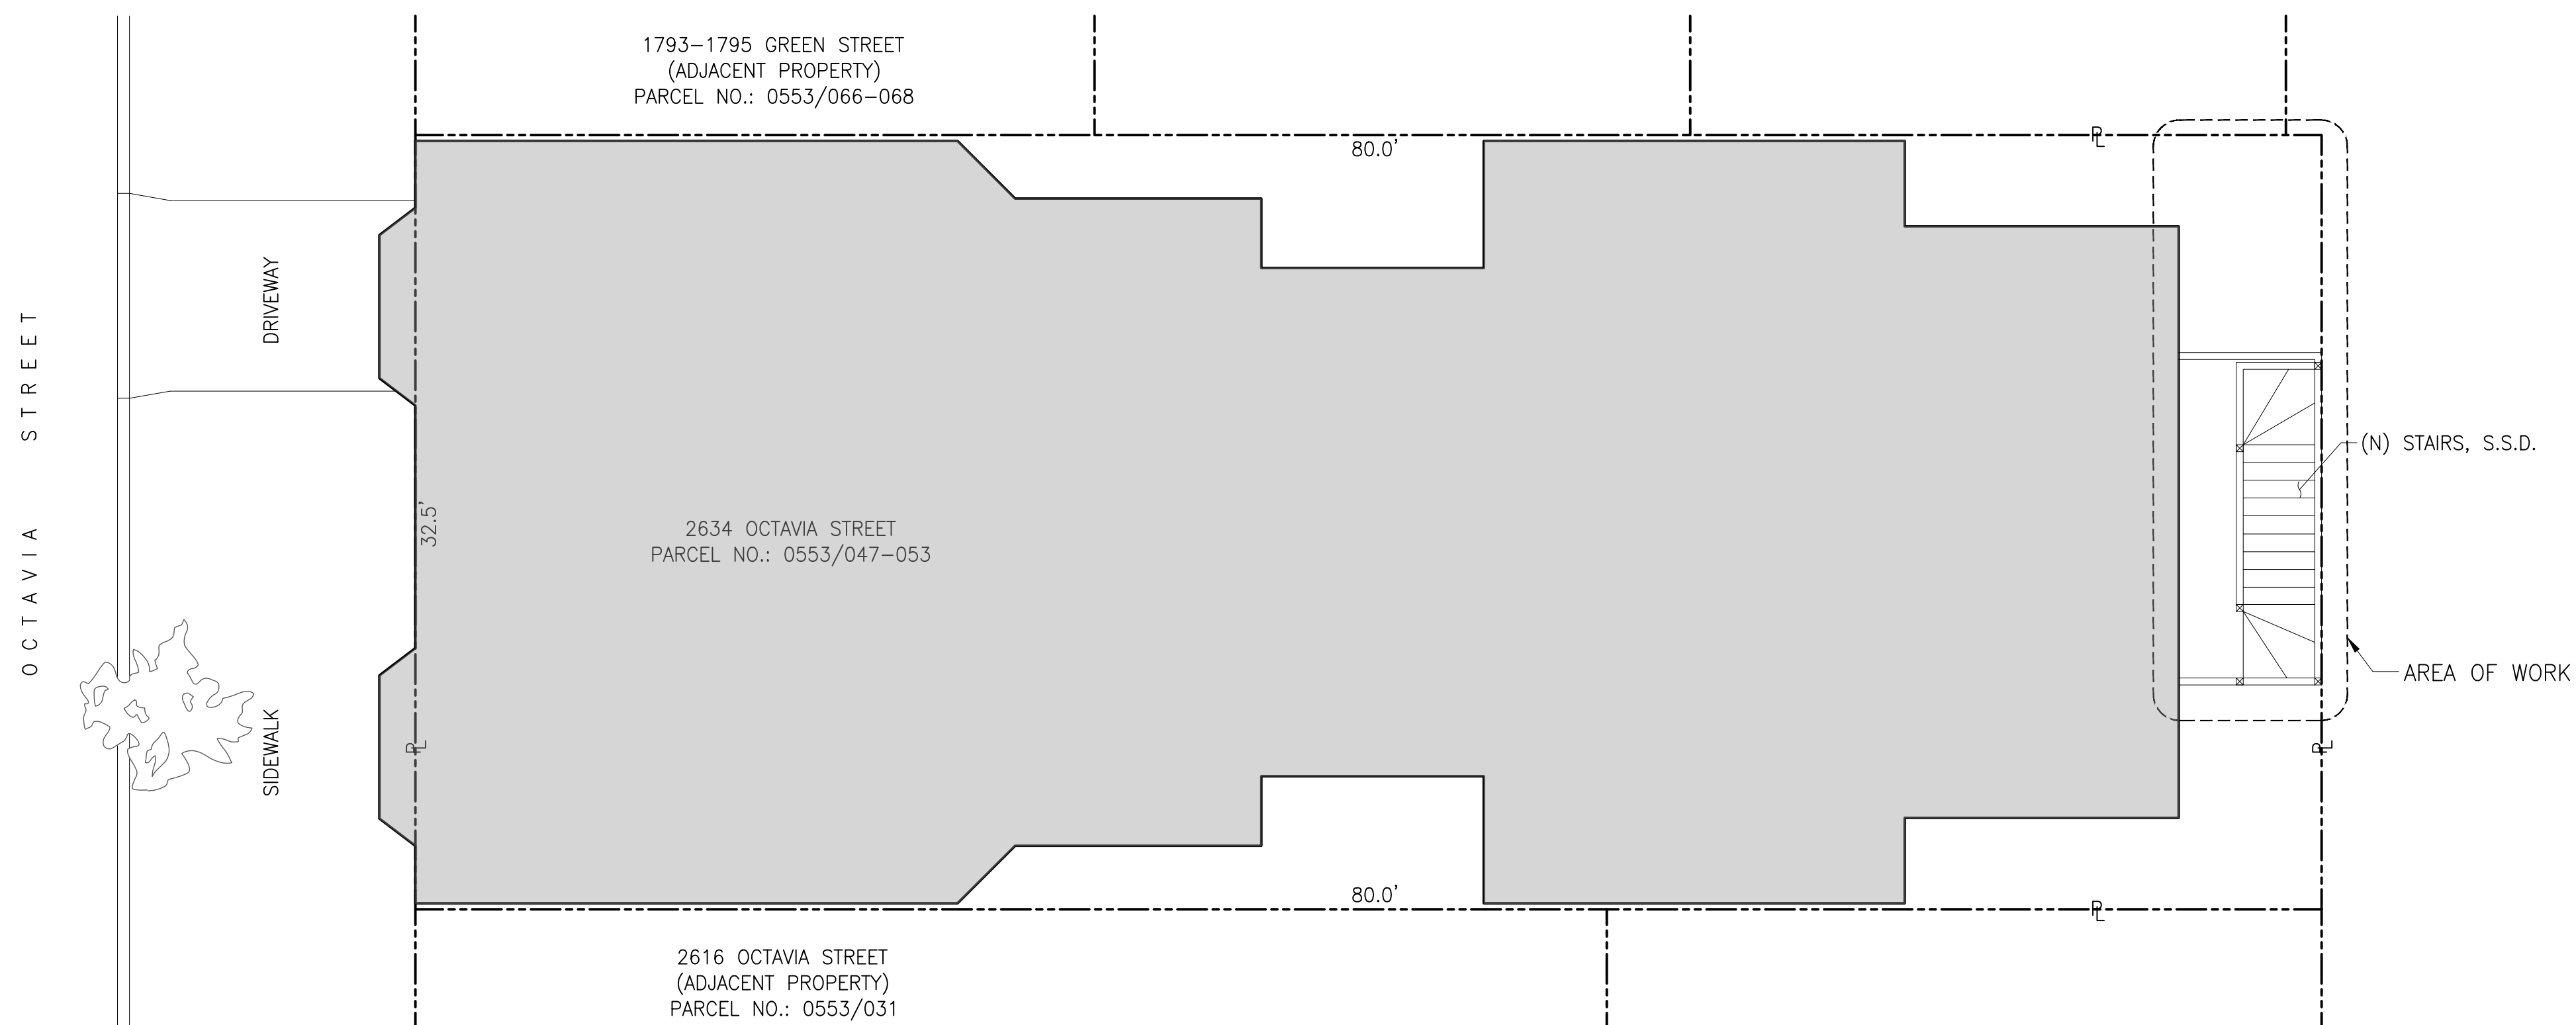 1793-1795 GREEN STREET
(ADJACENT PROPERTY)
PARCEL NO.: 0553/066-068
PL
80.0'
DRIVEWAY
OCTAVIA STREET
32.5'
2634 OCTAVIA STREET
PARCEL NO.: 0553/047-053
(N) STAIRS, S.S.D.
AREA OF WORK
SIDEWALK
PL
PL
80.0'
PL
2616 OCTAVIA STREET
(ADJACENT PROPERTY)
PARCEL NO.: 0553/031